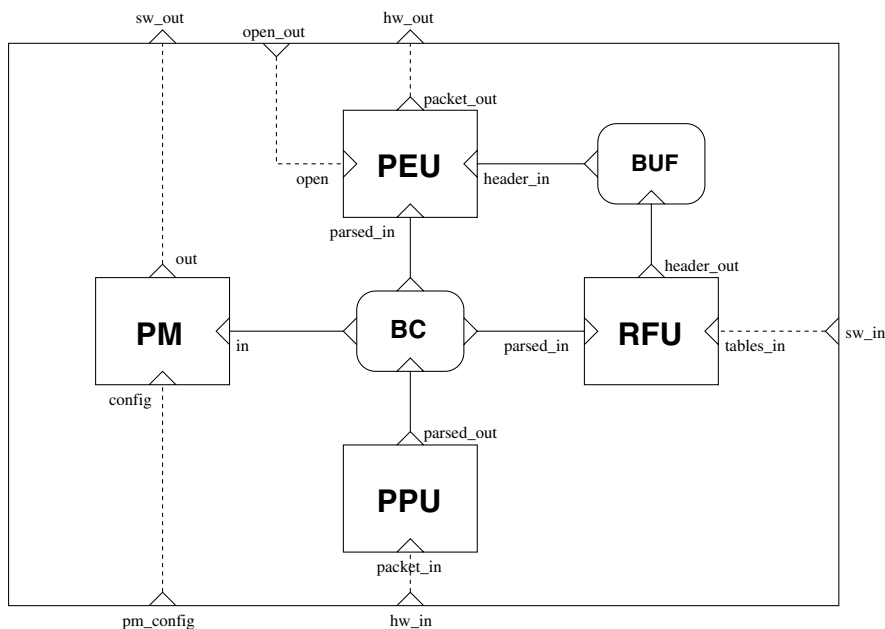 sw_out
hw_out
open_out
packet_out
PEU
BUF
open
header_in
parsed_in
out
header_out
PM
BC
RFU
in
parsed_in
tables_in
sw_in
config
parsed_out
PPU
packet_in
pm_config
hw_in